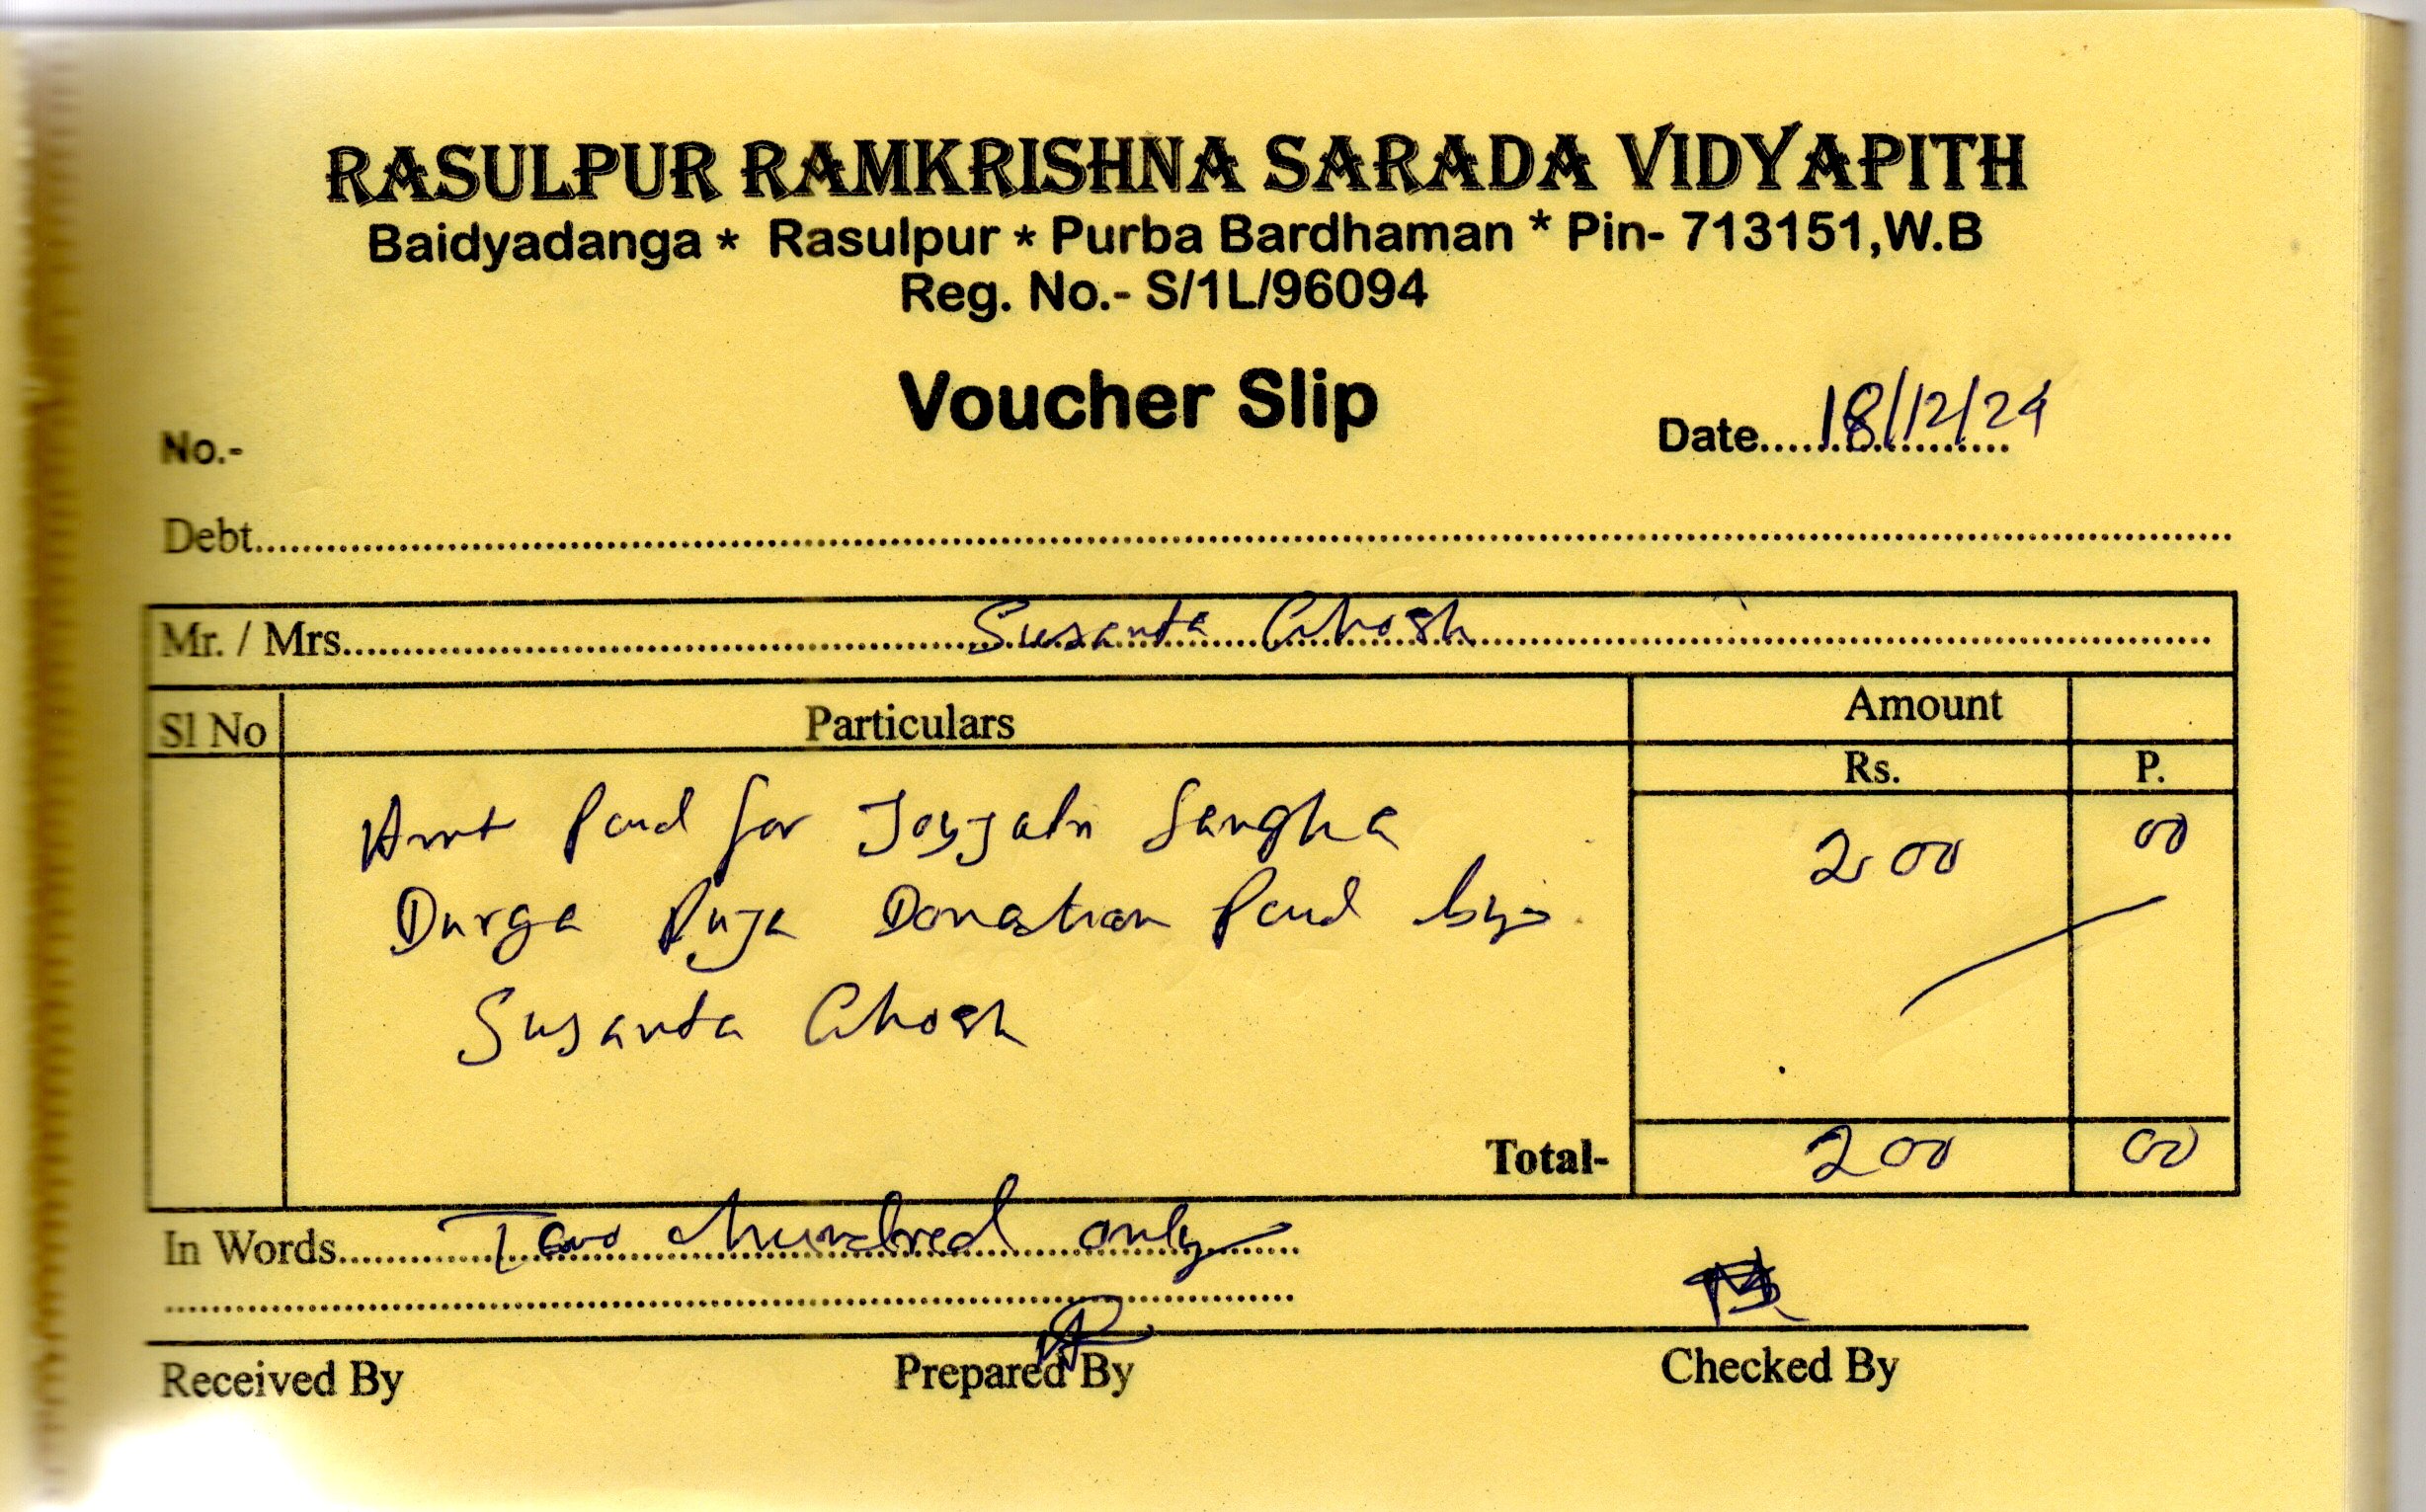 RASULPUR RAMKRISHNA SARADA VIDYAPITH
Baidyadanga * Rasulpur * Purba Bardhaman * Pin- 713151,W.B
Reg. No.- S/1L/96094
Voucher Slip
No.- Date..... 18/12/24
Debt
Mr. / Mrs. Susanta Ghosh
Sl No Particulars Amount
Rs. P.
Amt Paid for Sangha 200 00
Durga Puja Donation Paid by
Susanta Ghosh
Total- 200 00
In Words Two hundred only
Received By Prepared By Checked By